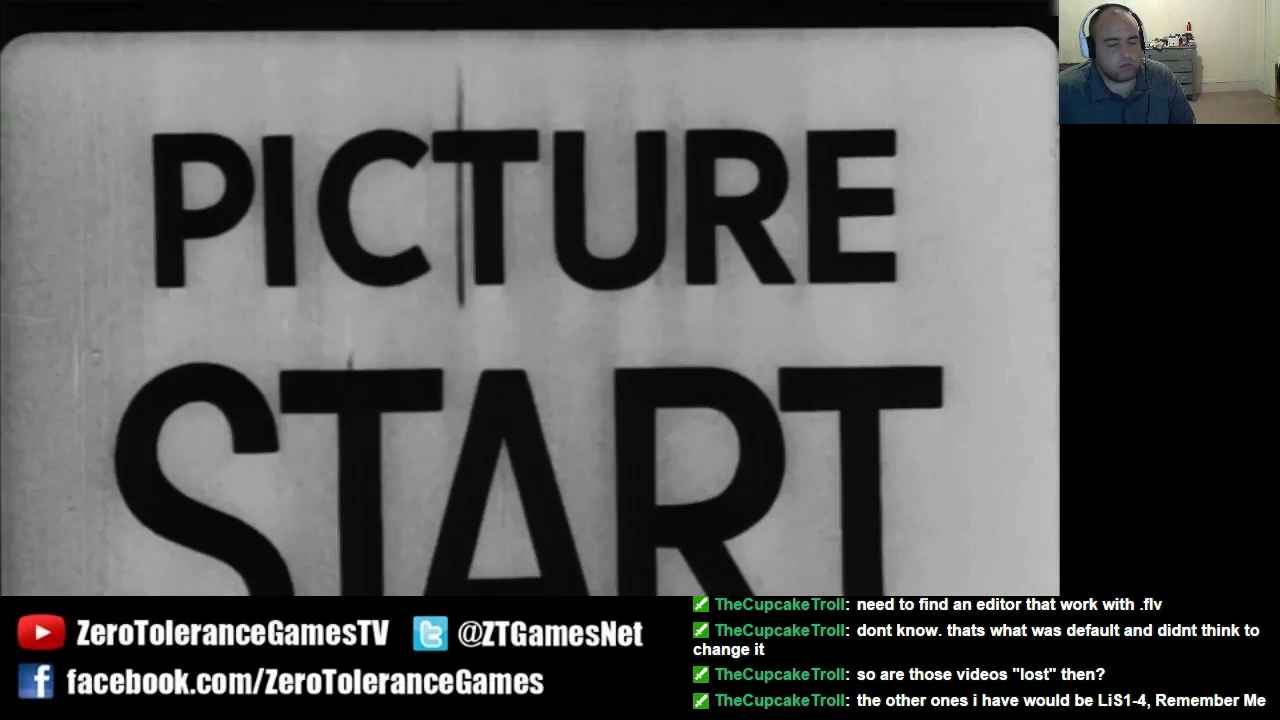 PICTURE
START
ZeroToleranceGamesTV @ZTGamesNet
facebook.com/ZeroToleranceGames
TheCupcakeTroll: need to find an editor that work with .flv
TheCupcakeTroll: dont know. thats what was default and didnt think to
change it
TheCupcakeTroll: so are those videos "lost" then?
TheCupcakeTroll: the other ones i have would be LiS1-4, Remember Me